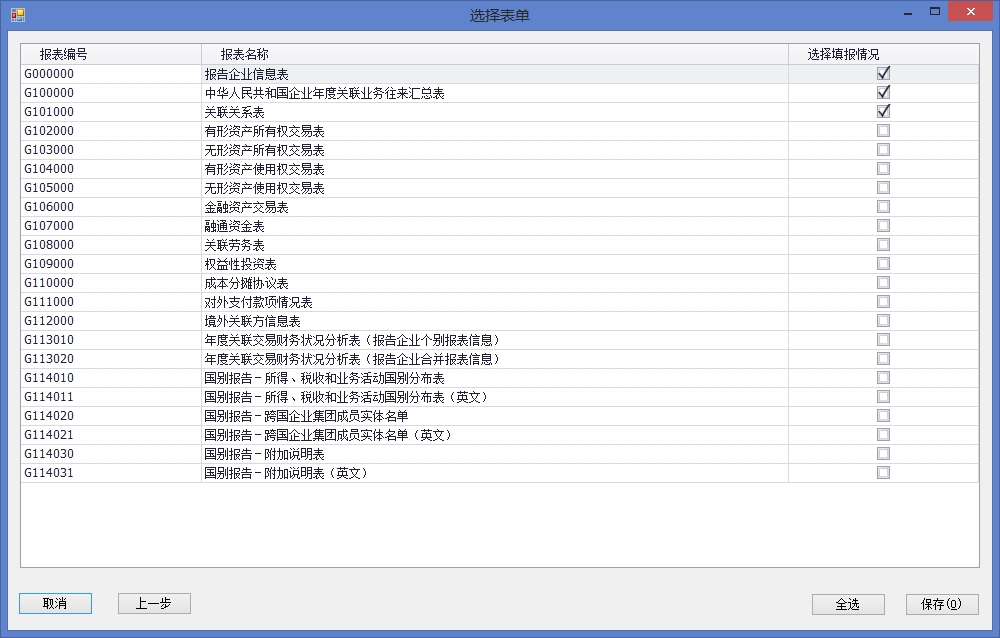 选择表单
报表编号 报表名称 选择填报情况
G000000 报告企业信息表
G100000 中华人民共和国企业年度关联业务往来汇总表
G101000 关联关系表
G102000 有形资产所有权交易表
G103000 无形资产所有权交易表
G104000 有形资产使用权交易表
G105000 无形资产使用权交易表
G106000 金融资产交易表
G107000 融通资金表
G108000 关联劳务表
G109000 权益性投资表
G110000 成本分摊协议表
G111000 对外支付款项情况表
G112000 境外关联方信息表
G113010 年度关联交易财务状况分析表（报告企业个别报表信息）
G113020 年度关联交易财务状况分析表（报告企业合并报表信息）
G114010 国别报告－所得、税收和业务活动国别分布表
G114011 国别报告－所得、税收和业务活动国别分布表（英文）
G114020 国别报告－跨国企业集团成员实体名单
G114021 国别报告－跨国企业集团成员实体名单（英文）
G114030 国别报告－附加说明表
G114031 国别报告－附加说明表（英文）
取消 上一步 全选 保存(O)